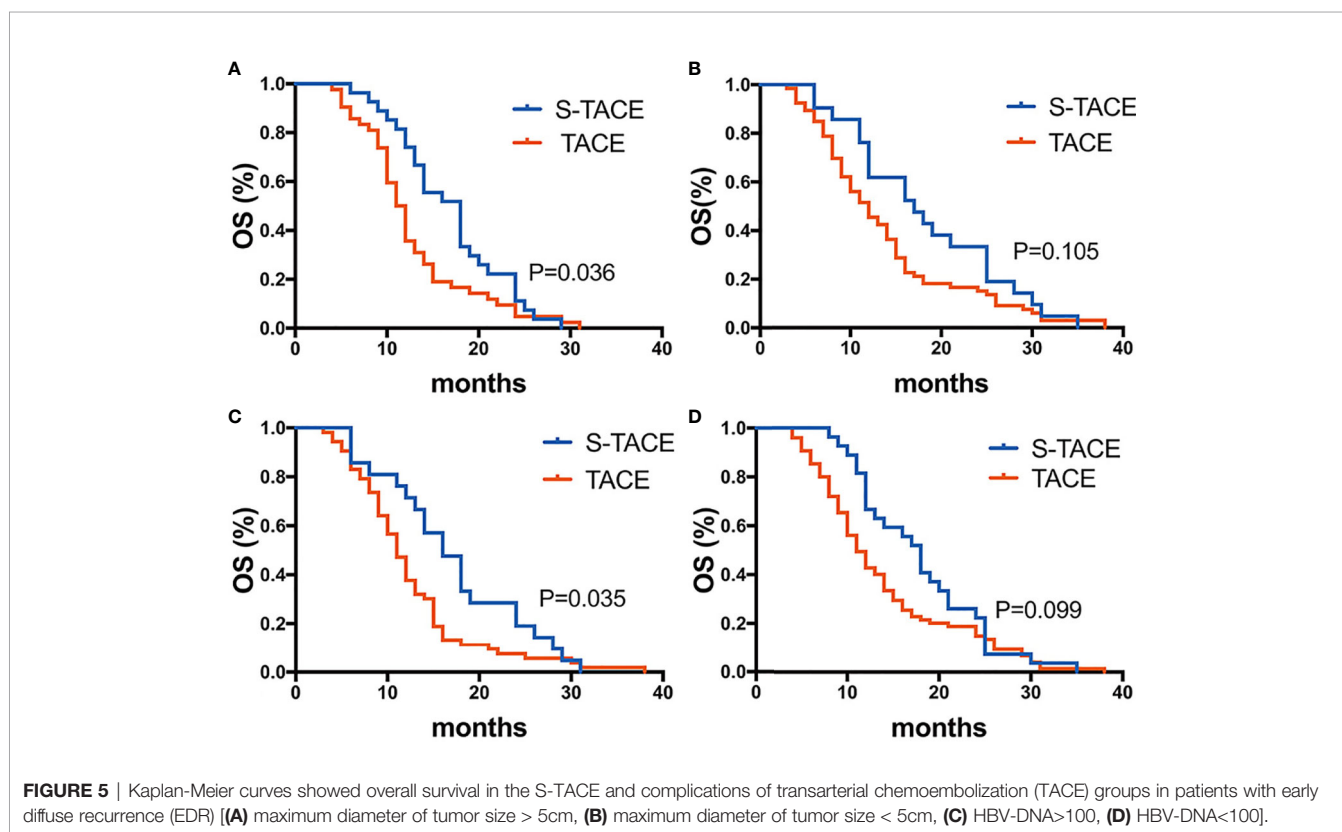 A
1.0
0.8
0.6
0.4
0.2
0.0
OS (%)
S-TACE
TACE
P=0.036
0 10 20 30 40
months
B
1.0
0.8
0.6
0.4
0.2
0.0
OS(%)
S-TACE
TACE
P=0.105
0 10 20 30 40
months
C
1.0
0.8
0.6
0.4
0.2
0.0
OS (%)
S-TACE
TACE
P=0.035
0 10 20 30 40
months
D
1.0
0.8
0.6
0.4
0.2
0.0
OS (%)
S-TACE
TACE
P=0.099
0 10 20 30 40
months
FIGURE 5 | Kaplan-Meier curves showed overall survival in the S-TACE and complications of transarterial chemoembolization (TACE) groups in patients with early
diffuse recurrence (EDR) [(A) maximum diameter of tumor size > 5cm, (B) maximum diameter of tumor size < 5cm, (C) HBV-DNA>100, (D) HBV-DNA<100].